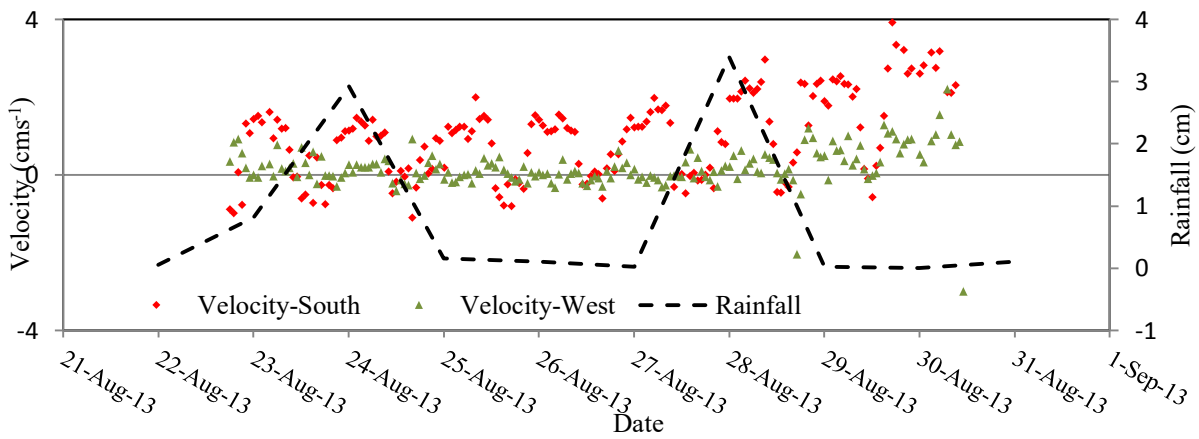 4
0
-4
Velocity (cms-1)
4
3
2
1
0
-1
Rainfall (cm)
Velocity-South
Velocity-West
Rainfall
21-Aug-13
22-Aug-13
23-Aug-13
24-Aug-13
25-Aug-13
26-Aug-13
27-Aug-13
28-Aug-13
29-Aug-13
30-Aug-13
31-Aug-13
1-Sep-13
Date